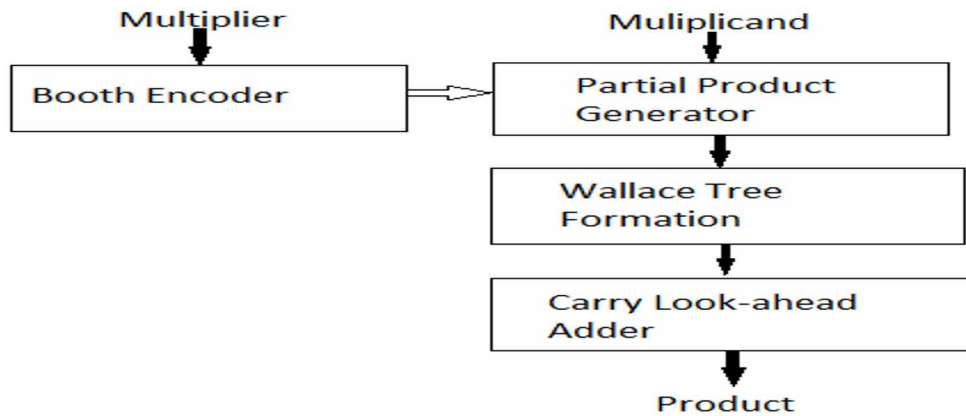 Multiplier
Muliplicand
Booth Encoder
Partial Product
Generator
Wallace Tree
Formation
Carry Look-ahead
Adder
Product